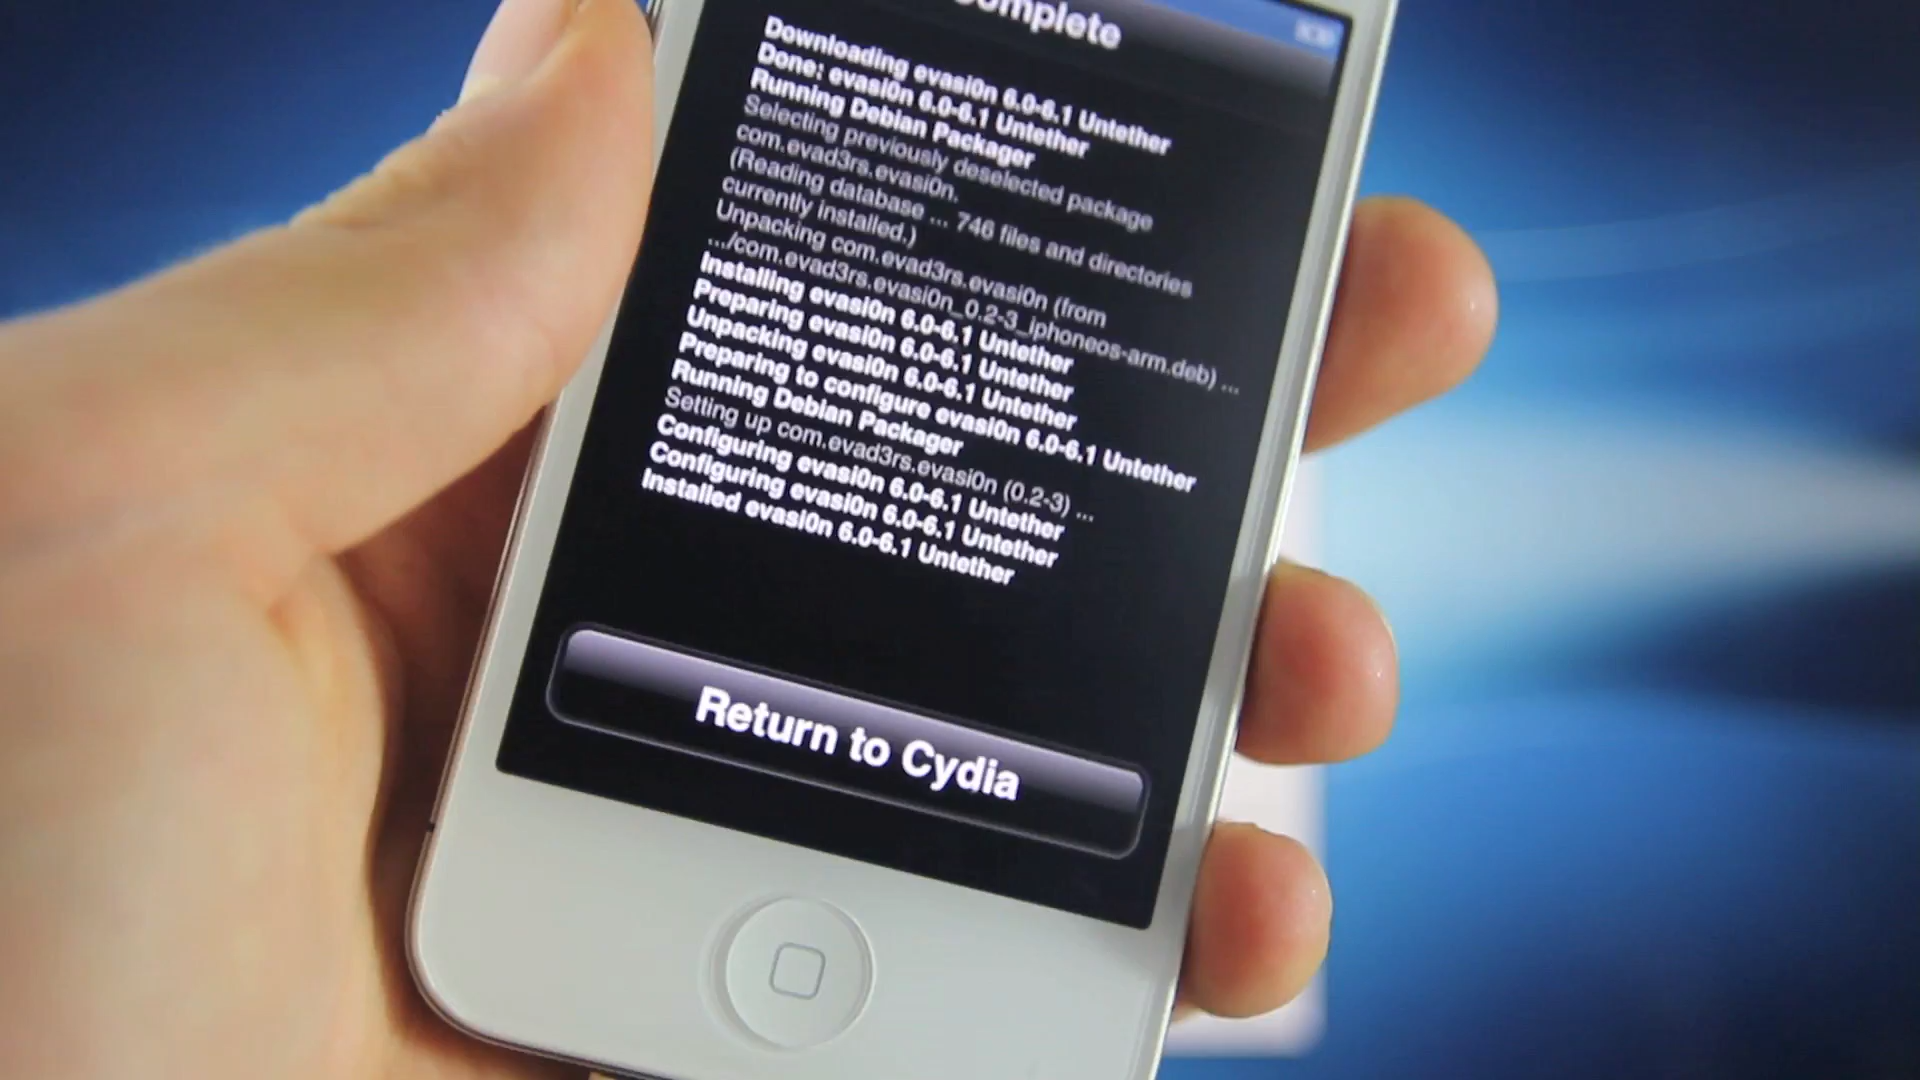 Complete
Downloading evasi0n 6.0-6.1 Untether
Done: evasi0n 6.0-6.1 Untether
Running Debian Packager
Selecting previously deselected package
com.evad3rs.evasi0n.
(Reading database ... 746 files and directories
currently installed.)
Unpacking com.evad3rs.evasi0n (from
.../com.evad3rs.evasi0n_0.2-3_iphoneos-arm.deb) ...
Installing evasi0n 6.0-6.1 Untether
Preparing evasi0n 6.0-6.1 Untether
Unpacking evasi0n 6.0-6.1 Untether
Preparing to configure evasi0n 6.0-6.1 Untether
Running Debian Packager
Setting up com.evad3rs.evasi0n (0.2-3) ...
Configuring evasi0n 6.0-6.1 Untether
Configuring evasi0n 6.0-6.1 Untether
Installed evasi0n 6.0-6.1 Untether
Return to Cydia